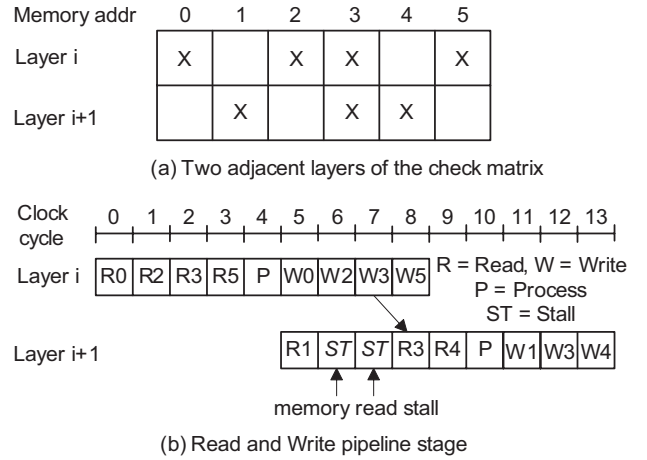 Memory addr 0 1 2 3 4 5
Layer i X X X X
Layer i+1 X X X
(a) Two adjacent layers of the check matrix
Clock cycle 0 1 2 3 4 5 6 7 8 9 10 11 12 13
Layer i R0 R2 R3 R5 P W0 W2 W3 W5
R = Read, W = Write
P = Process
ST = Stall
Layer i+1 R1 ST ST R3 R4 P W1 W3 W4
memory read stall
(b) Read and Write pipeline stage